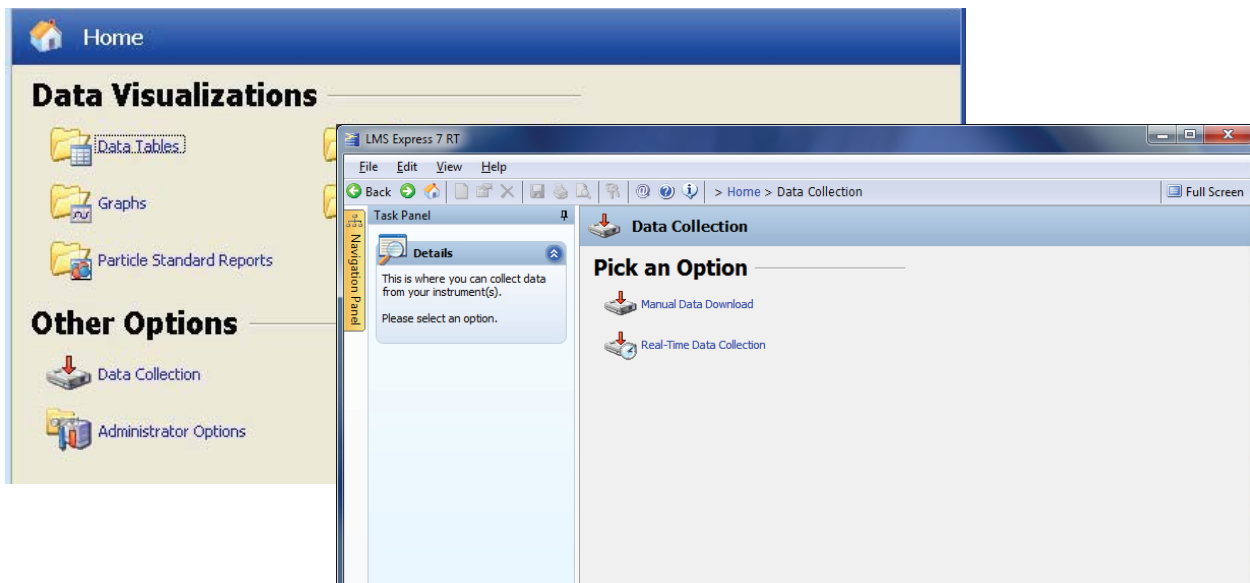 Home
Data Visualizations
Data Tables
Graphs
Particle Standard Reports
Other Options
Data Collection
Administrator Options
LMS Express 7 RT
File Edit View Help
Back > Home > Data Collection Full Screen
Navigation Panel
Task Panel
Details
This is where you can collect data
from your instrument(s).
Please select an option.
Data Collection
Pick an Option
Manual Data Download
Real-Time Data Collection